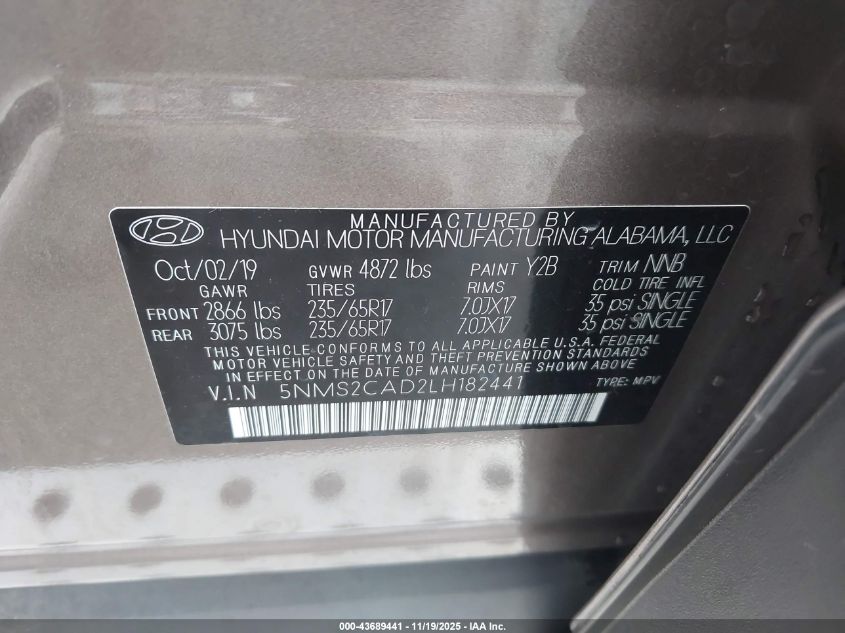 MANUFACTURED BY
HYUNDAI MOTOR MANUFACTURING ALABAMA, LLC
Oct/02/19 GVWR 4872 lbs PAINT Y2B TRIM NNB
GAWR TIRES RIMS COLD TIRE INFL
FRONT 2866 lbs 235/65R17 7.0JX17 35 psi SINGLE
REAR 3075 lbs 235/65R17 7.0JX17 35 psi SINGLE
THIS VEHICLE CONFORMS TO ALL APPLICABLE U.S.A. FEDERAL
MOTOR VEHICLE SAFETY AND THEFT PREVENTION STANDARDS
IN EFFECT ON THE DATE OF MANUFACTURE SHOWN ABOVE
V.I.N 5NMS2CAD2LH182441 TYPE: MPV
000-43689441 - 11/19/2025 - IAA Inc.